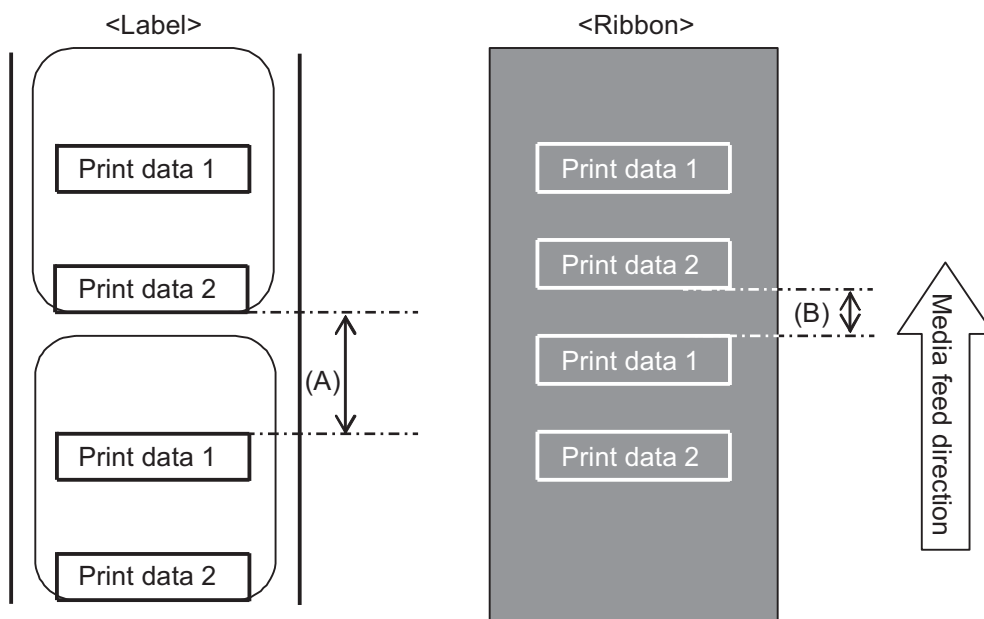 <Label>
Print data 1
Print data 2
(A)
Print data 1
Print data 2
<Ribbon>
Print data 1
Print data 2
(B)
Print data 1
Print data 2
Media feed direction